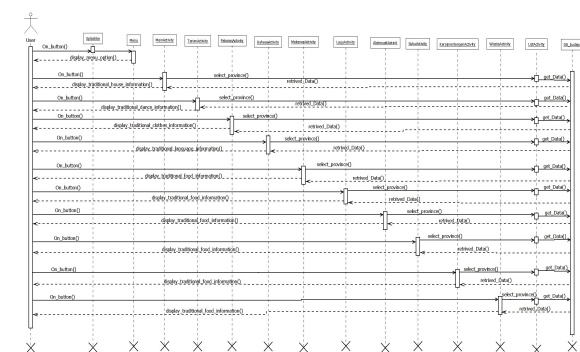 User
Menu
On_button()
display_menu_option()
On_button()
select_province()
get_Data()
display_traditional_house_information()
retrived_Data()
On_button()
select_province()
get_Data()
display_traditional_dance_information()
retrived_Data()
On_button()
select_province()
get_Data()
display_traditional_clothes_information()
retrived_Data()
On_button()
select_province()
get_Data()
display_traditional_language_information()
retrived_Data()
On_button()
select_province()
get_Data()
display_traditional_food_information()
retrived_Data()
On_button()
select_province()
get_Data()
display_traditional_food_information()
retrived_Data()
On_button()
select_province()
get_Data()
display_traditional_food_information()
retrived_Data()
On_button()
select_province()
get_Data()
display_traditional_food_information()
retrived_Data()
On_button()
select_province()
get_Data()
display_traditional_food_information()
retrived_Data()
On_button()
select_province()
get_Data()
display_traditional_food_information()
retrived_Data()